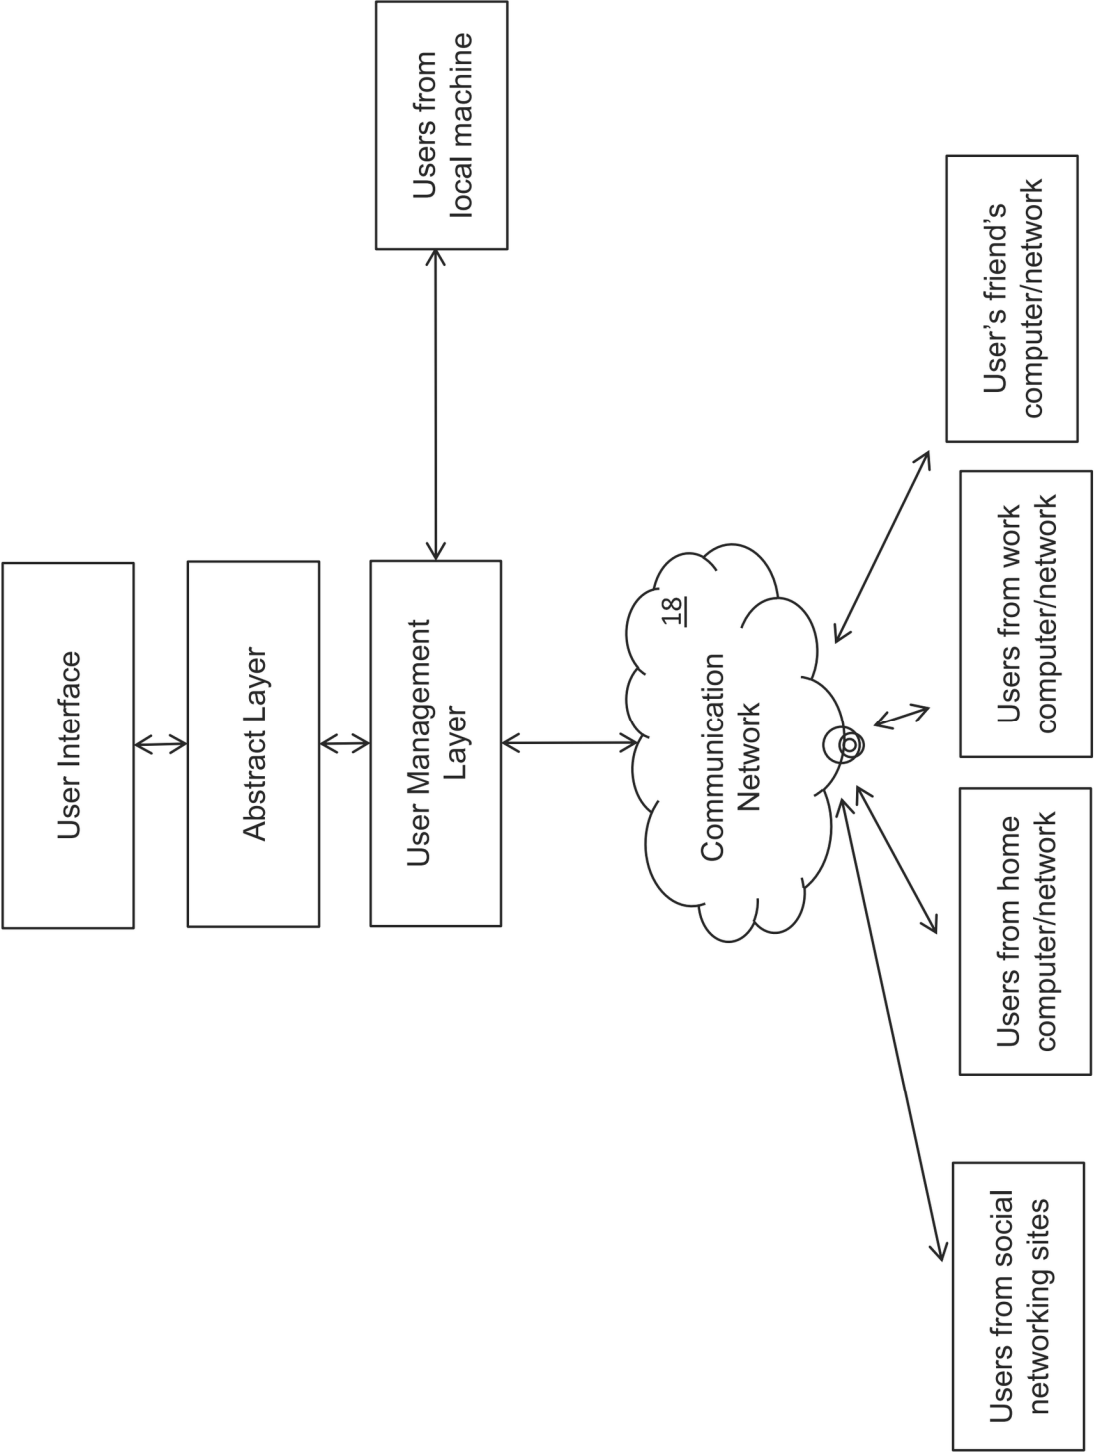 User Interface
Abstract Layer
User Management
Layer
Users from
local machine
18
Communication
Network
Users from social
networking sites
Users from home
computer/network
Users from work
computer/network
User’s friend’s
computer/network